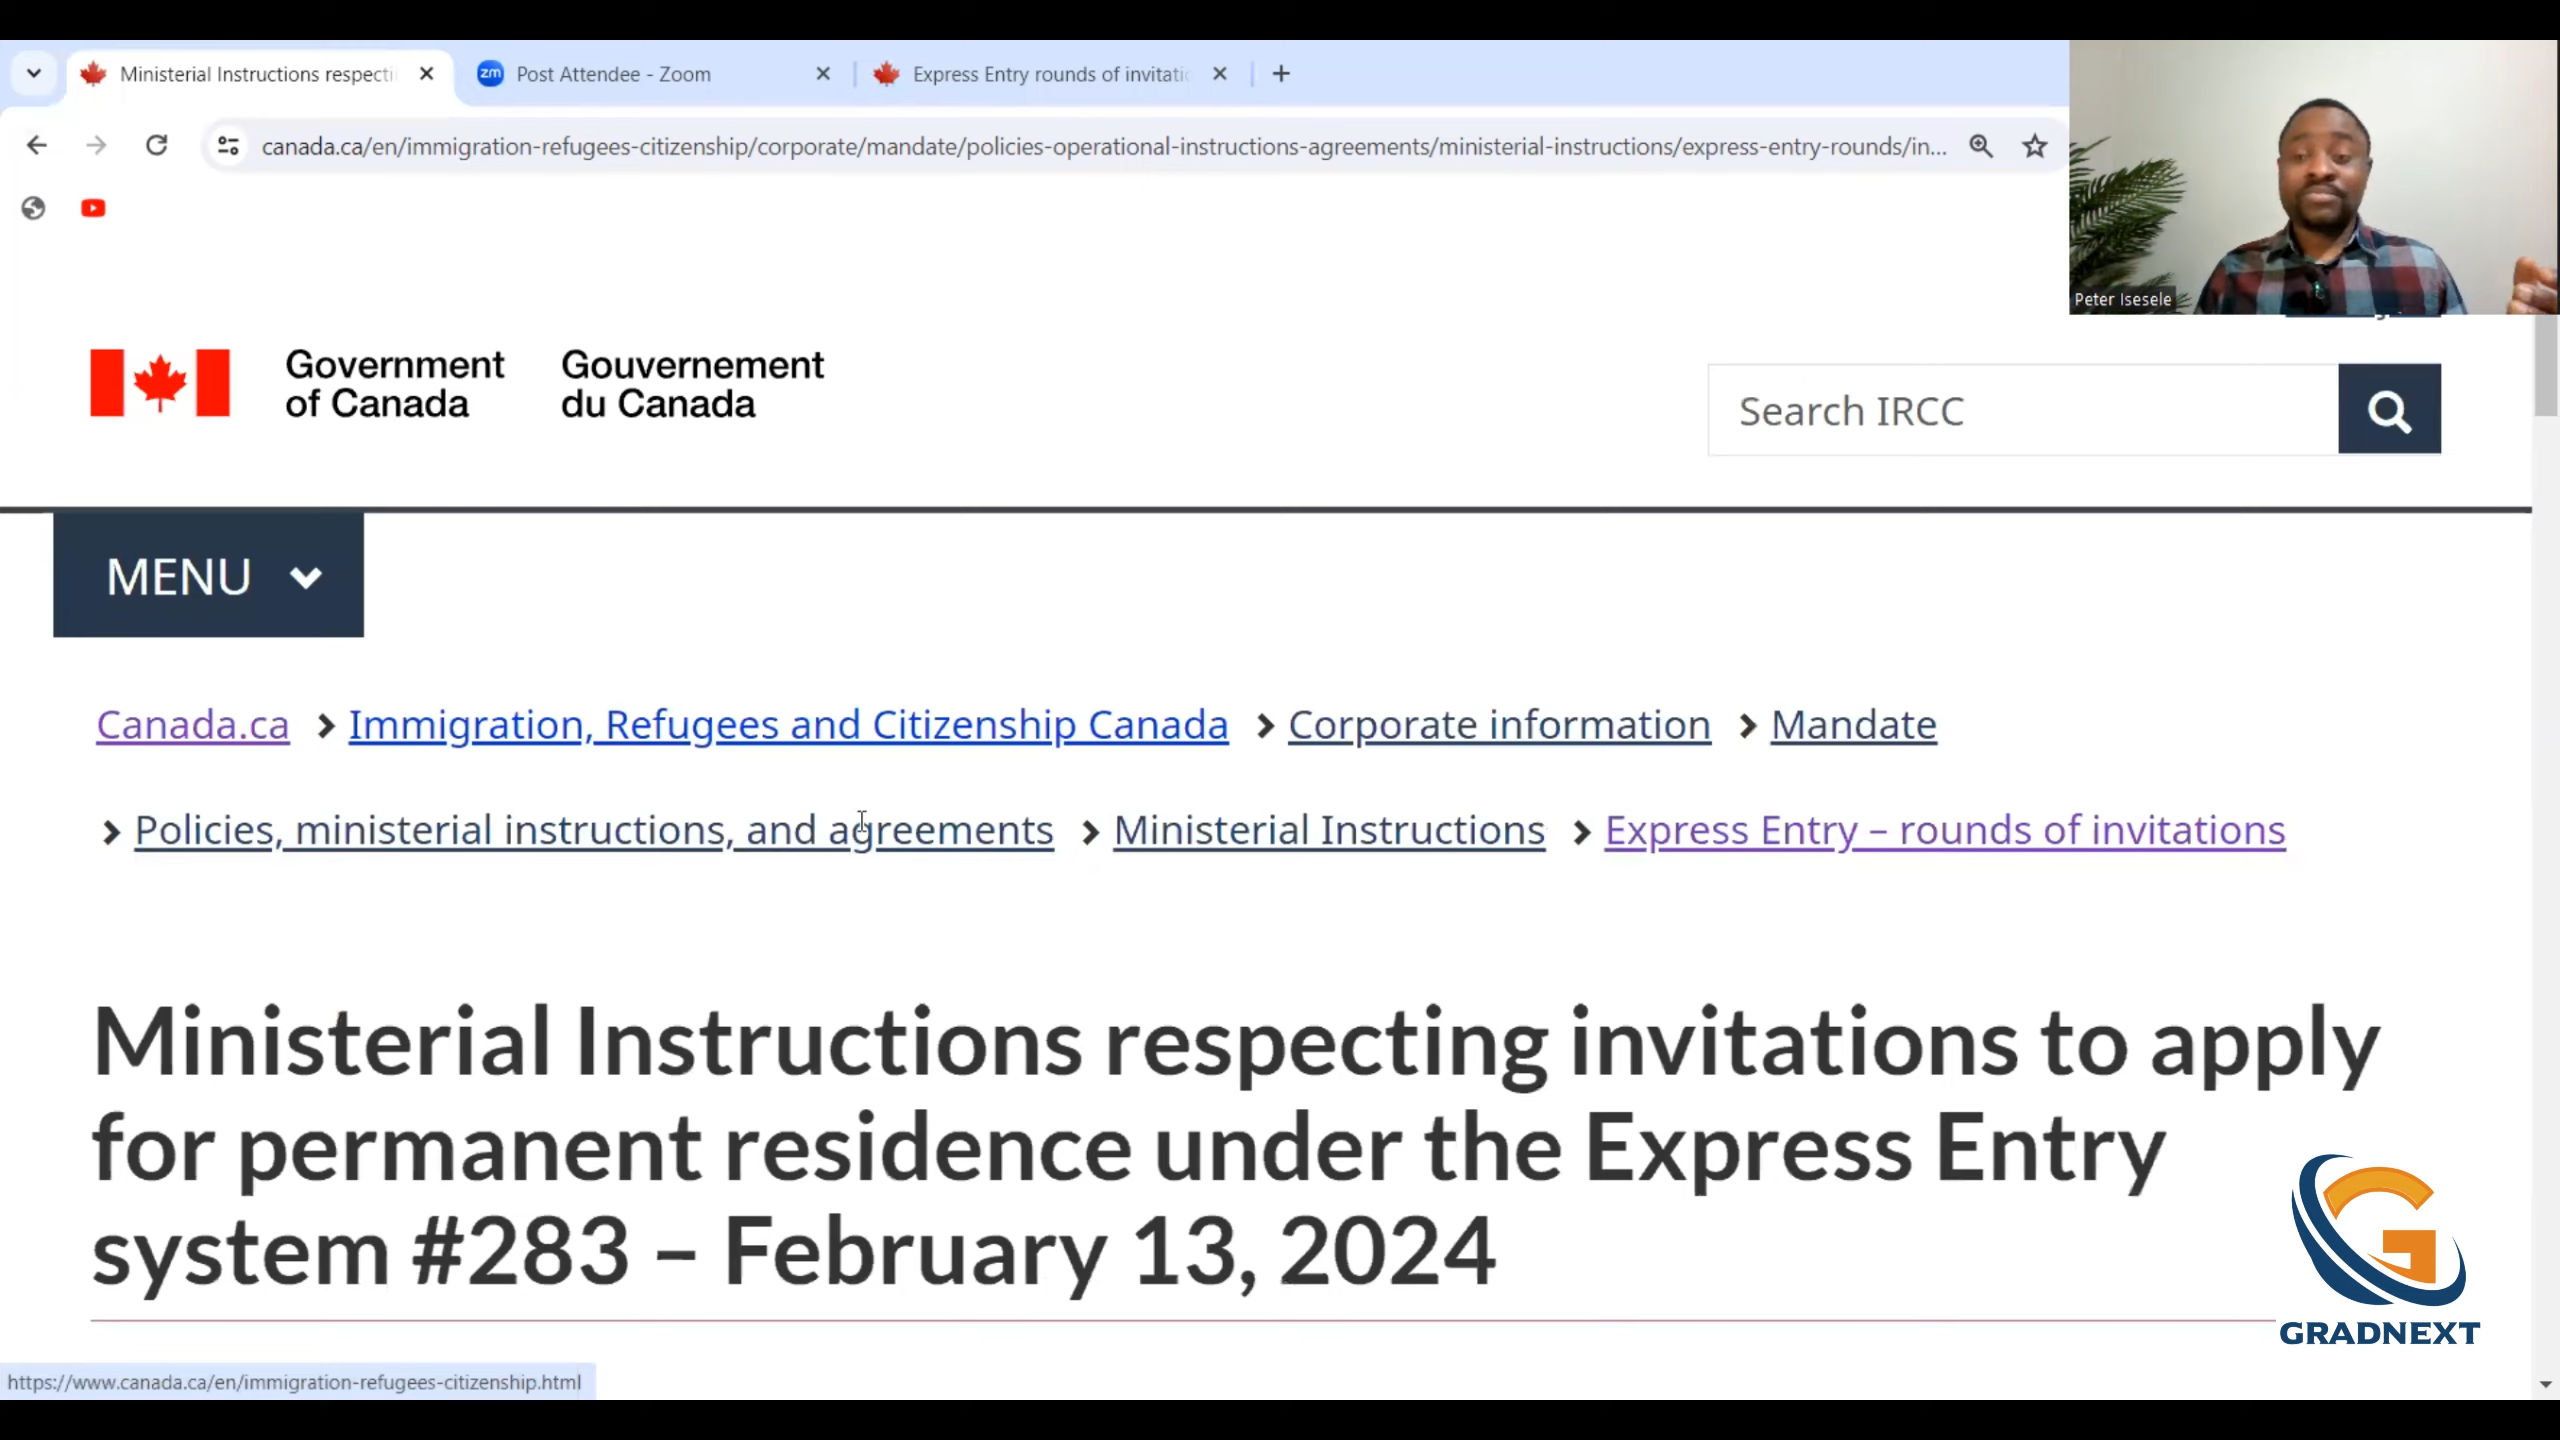 Ministerial Instructions respecti
Post Attendee - Zoom
Express Entry rounds of invitati
canada.ca/en/immigration-refugees-citizenship/corporate/mandate/policies-operational-instructions-agreements/ministerial-instructions/express-entry-rounds/in...
Peter Isesele
Government of Canada
Gouvernement du Canada
Search IRCC
MENU
Canada.ca > Immigration, Refugees and Citizenship Canada > Corporate information > Mandate
> Policies, ministerial instructions, and agreements > Ministerial Instructions > Express Entry – rounds of invitations
Ministerial Instructions respecting invitations to apply
for permanent residence under the Express Entry
system #283 – February 13, 2024
GRADNEXT
https://www.canada.ca/en/immigration-refugees-citizenship.html